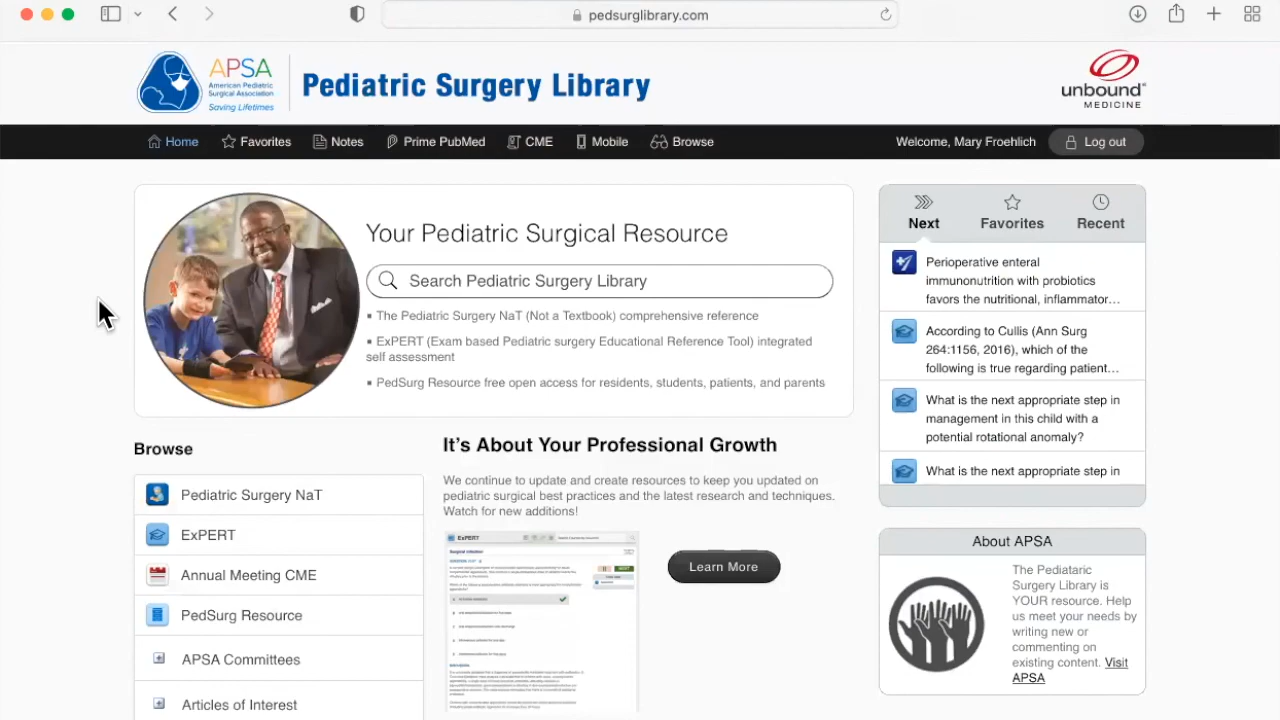 pedsurglibrary.com
APSA
American Pediatric
Surgical Association
Saving Lifetimes
Pediatric Surgery Library
unbound
MEDICINE
Home
Favorites
Notes
Prime PubMed
CME
Mobile
Browse
Welcome, Mary Froehlich
Log out
Your Pediatric Surgical Resource
Search Pediatric Surgery Library
▪ The Pediatric Surgery NaT (Not a Textbook) comprehensive reference
▪ ExPERT (Exam based Pediatric surgery Educational Reference Tool) integrated
self assessment
▪ PedSurg Resource free open access for residents, students, patients, and parents
Next
Favorites
Recent
Perioperative enteral
immunonutrition with probiotics
favors the nutritional, inflammator...
According to Cullis (Ann Surg
264:1156, 2016), which of the
following is true regarding patient...
What is the next appropriate step in
management in this child with a
potential rotational anomaly?
What is the next appropriate step in
Browse
Pediatric Surgery NaT
ExPERT
Annual Meeting CME
PedSurg Resource
APSA Committees
Articles of Interest
It's About Your Professional Growth
We continue to update and create resources to keep you updated on
pediatric surgical best practices and the latest research and techniques.
Watch for new additions!
ExPERT
Learn More
About APSA
The Pediataric
Surgery Library is
YOUR resource. Help
us meet your needs by
writing new or
commenting on
existing content. Visit
APSA